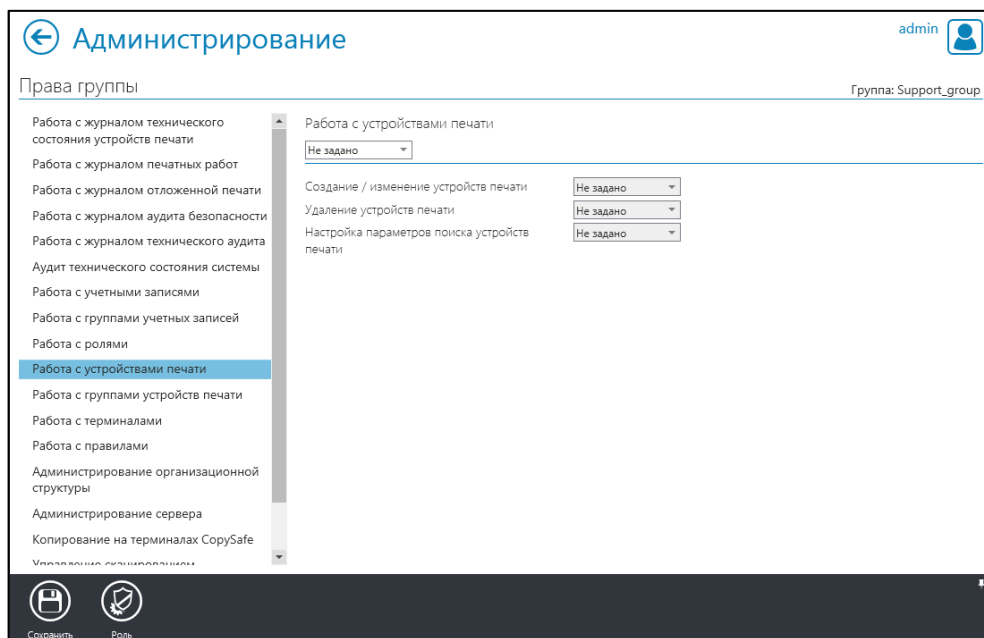 Администрирование
admin
Права группы
Группа: Support_group
Работа с журналом технического
состояния устройств печати
Работа с журналом печатных работ
Работа с журналом отложенной печати
Работа с журналом аудита безопасности
Работа с журналом технического аудита
Аудит технического состояния системы
Работа с учетными записями
Работа с группами учетных записей
Работа с ролями
Работа с устройствами печати
Работа с группами устройств печати
Работа с терминалами
Работа с правилами
Администрирование организационной
структуры
Администрирование сервера
Копирование на терминалах CopySafe
Управление сканированием
Работа с устройствами печати
Не задано
Создание / изменение устройств печати
Не задано
Удаление устройств печати
Не задано
Настройка параметров поиска устройств
печати
Не задано
Сохранить
Роль